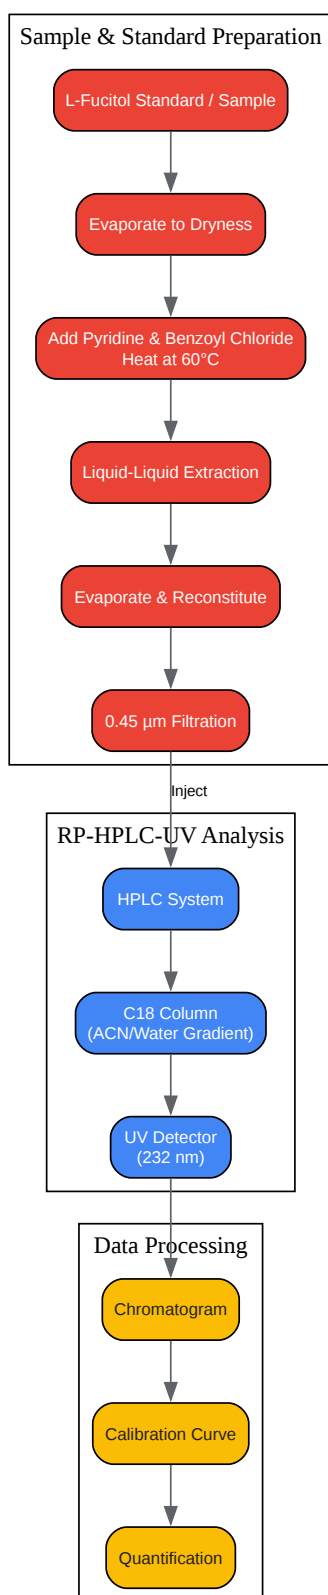 Sample & Standard Preparation
L-Fucitol Standard / Sample
Evaporate to Dryness
Add Pyridine & Benzoyl Chloride
Heat at 60°C
Liquid-Liquid Extraction
Evaporate & Reconstitute
0.45 µm Filtration
Inject
RP-HPLC-UV Analysis
HPLC System
C18 Column
(ACN/Water Gradient)
UV Detector
(232 nm)
Data Processing
Chromatogram
Calibration Curve
Quantification